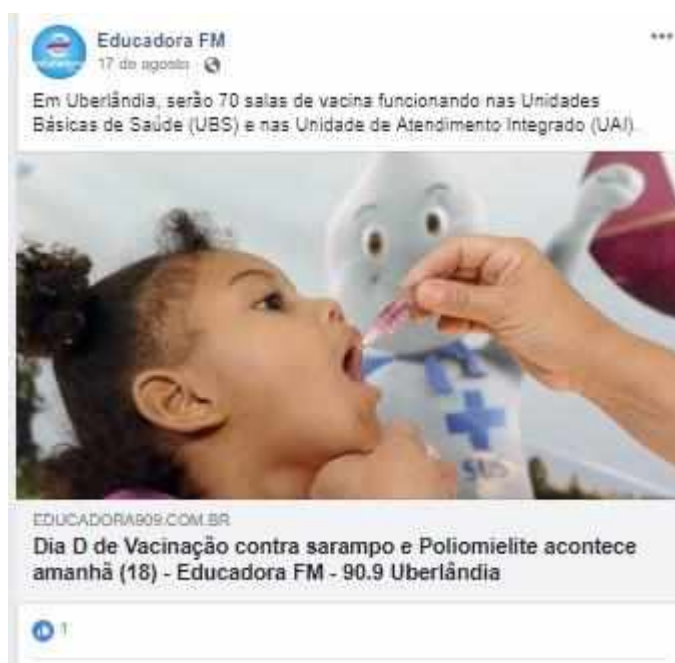 Educadora FM
17 de agosto
Em Uberlândia, serão 70 salas de vacina funcionando nas Unidades
Básicas de Saúde (UBS) e nas Unidade de Atendimento Integrado (UAI).
SUS
EDUCADORA909.COM.BR
Dia D de Vacinação contra sarampo e Poliomielite acontece
amanhã (18) - Educadora FM - 90.9 Uberlândia
1